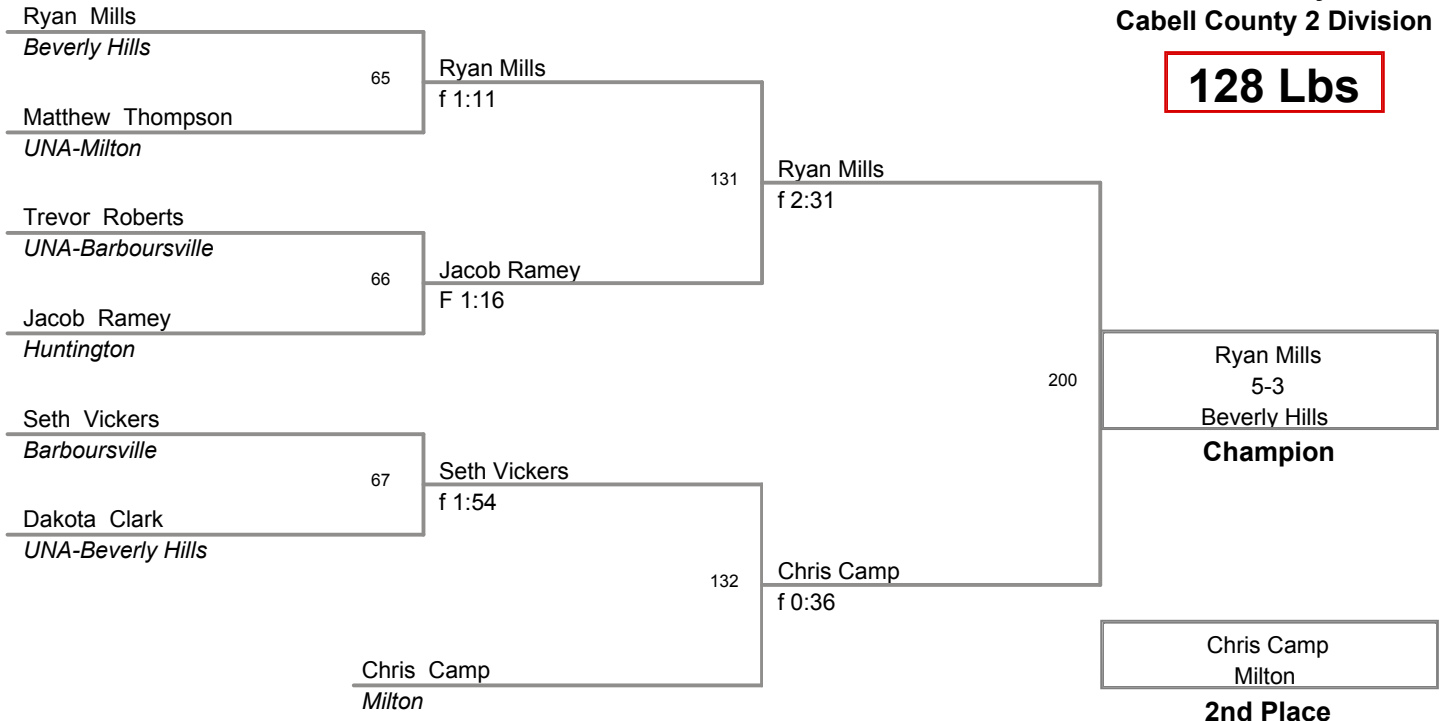 Cabell County 2 Division
128 Lbs
Ryan Mills
Beverly Hills
65
Matthew Thompson
UNA-Milton
Ryan Mills
f 1:11
Trevor Roberts
UNA-Barboursville
66
Jacob Ramey
Huntington
Jacob Ramey
F 1:16
131
Ryan Mills
f 2:31
Seth Vickers
Barboursville
67
Dakota Clark
UNA-Beverly Hills
Seth Vickers
f 1:54
132
Chris Camp
Milton
Chris Camp
f 0:36
200
Ryan Mills
5-3
Beverly Hills
Champion
Chris Camp
Milton
2nd Place